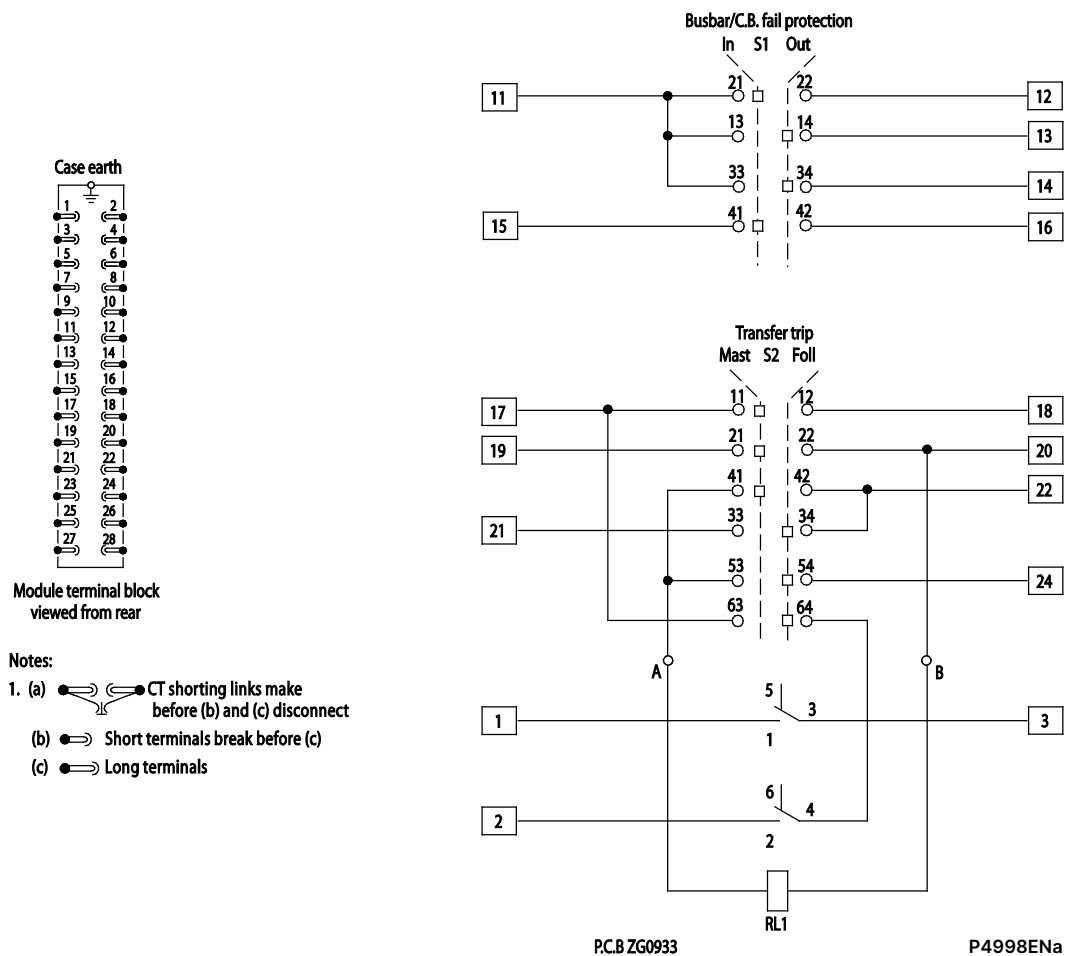 Busbar/C.B. fail protection
In S1 Out
11 21 22 12
13 14 13
33 34 14
15 41 42 16
Case earth
1 2
3 4
5 6
7 8
9 10
11 12
13 14
15 16
17 18
19 20
21 22
23 24
25 26
27 28
Module terminal block
viewed from rear
Transfer trip
Mast S2 Foll
17 11 12 18
19 21 22 20
41 42 22
21 33 34
53 54 24
63 64
A B
1 5 3 1 3
2 6 4 2
RL1
Notes:
1. (a) CT shorting links make
before (b) and (c) disconnect
(b) Short terminals break before (c)
(c) Long terminals
P.C.B ZG0933
P4998ENa